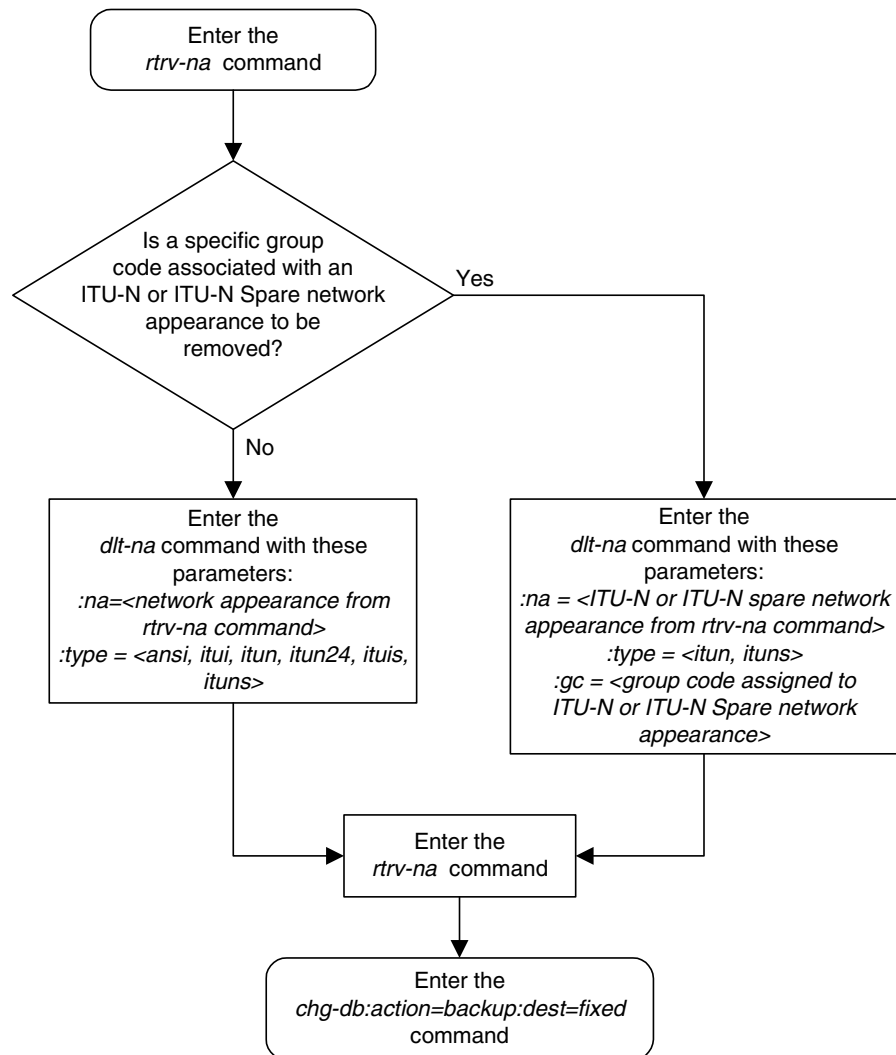 Enter the
rtrv-na command
Is a specific group
code associated with an
ITU-N or ITU-N Spare network
appearance to be
removed?
Yes
No
Enter the
dlt-na command with these
parameters:
:na=<network appearance from
rtrv-na command>
:type = <ansi, itui, itun, itun24, ituis,
ituns>
Enter the
dlt-na command with these
parameters:
:na = <ITU-N or ITU-N spare network
appearance from rtrv-na command>
:type = <itun, ituns>
:gc = <group code assigned to
ITU-N or ITU-N Spare network
appearance>
Enter the
rtrv-na command
Enter the
chg-db:action=backup:dest=fixed
command